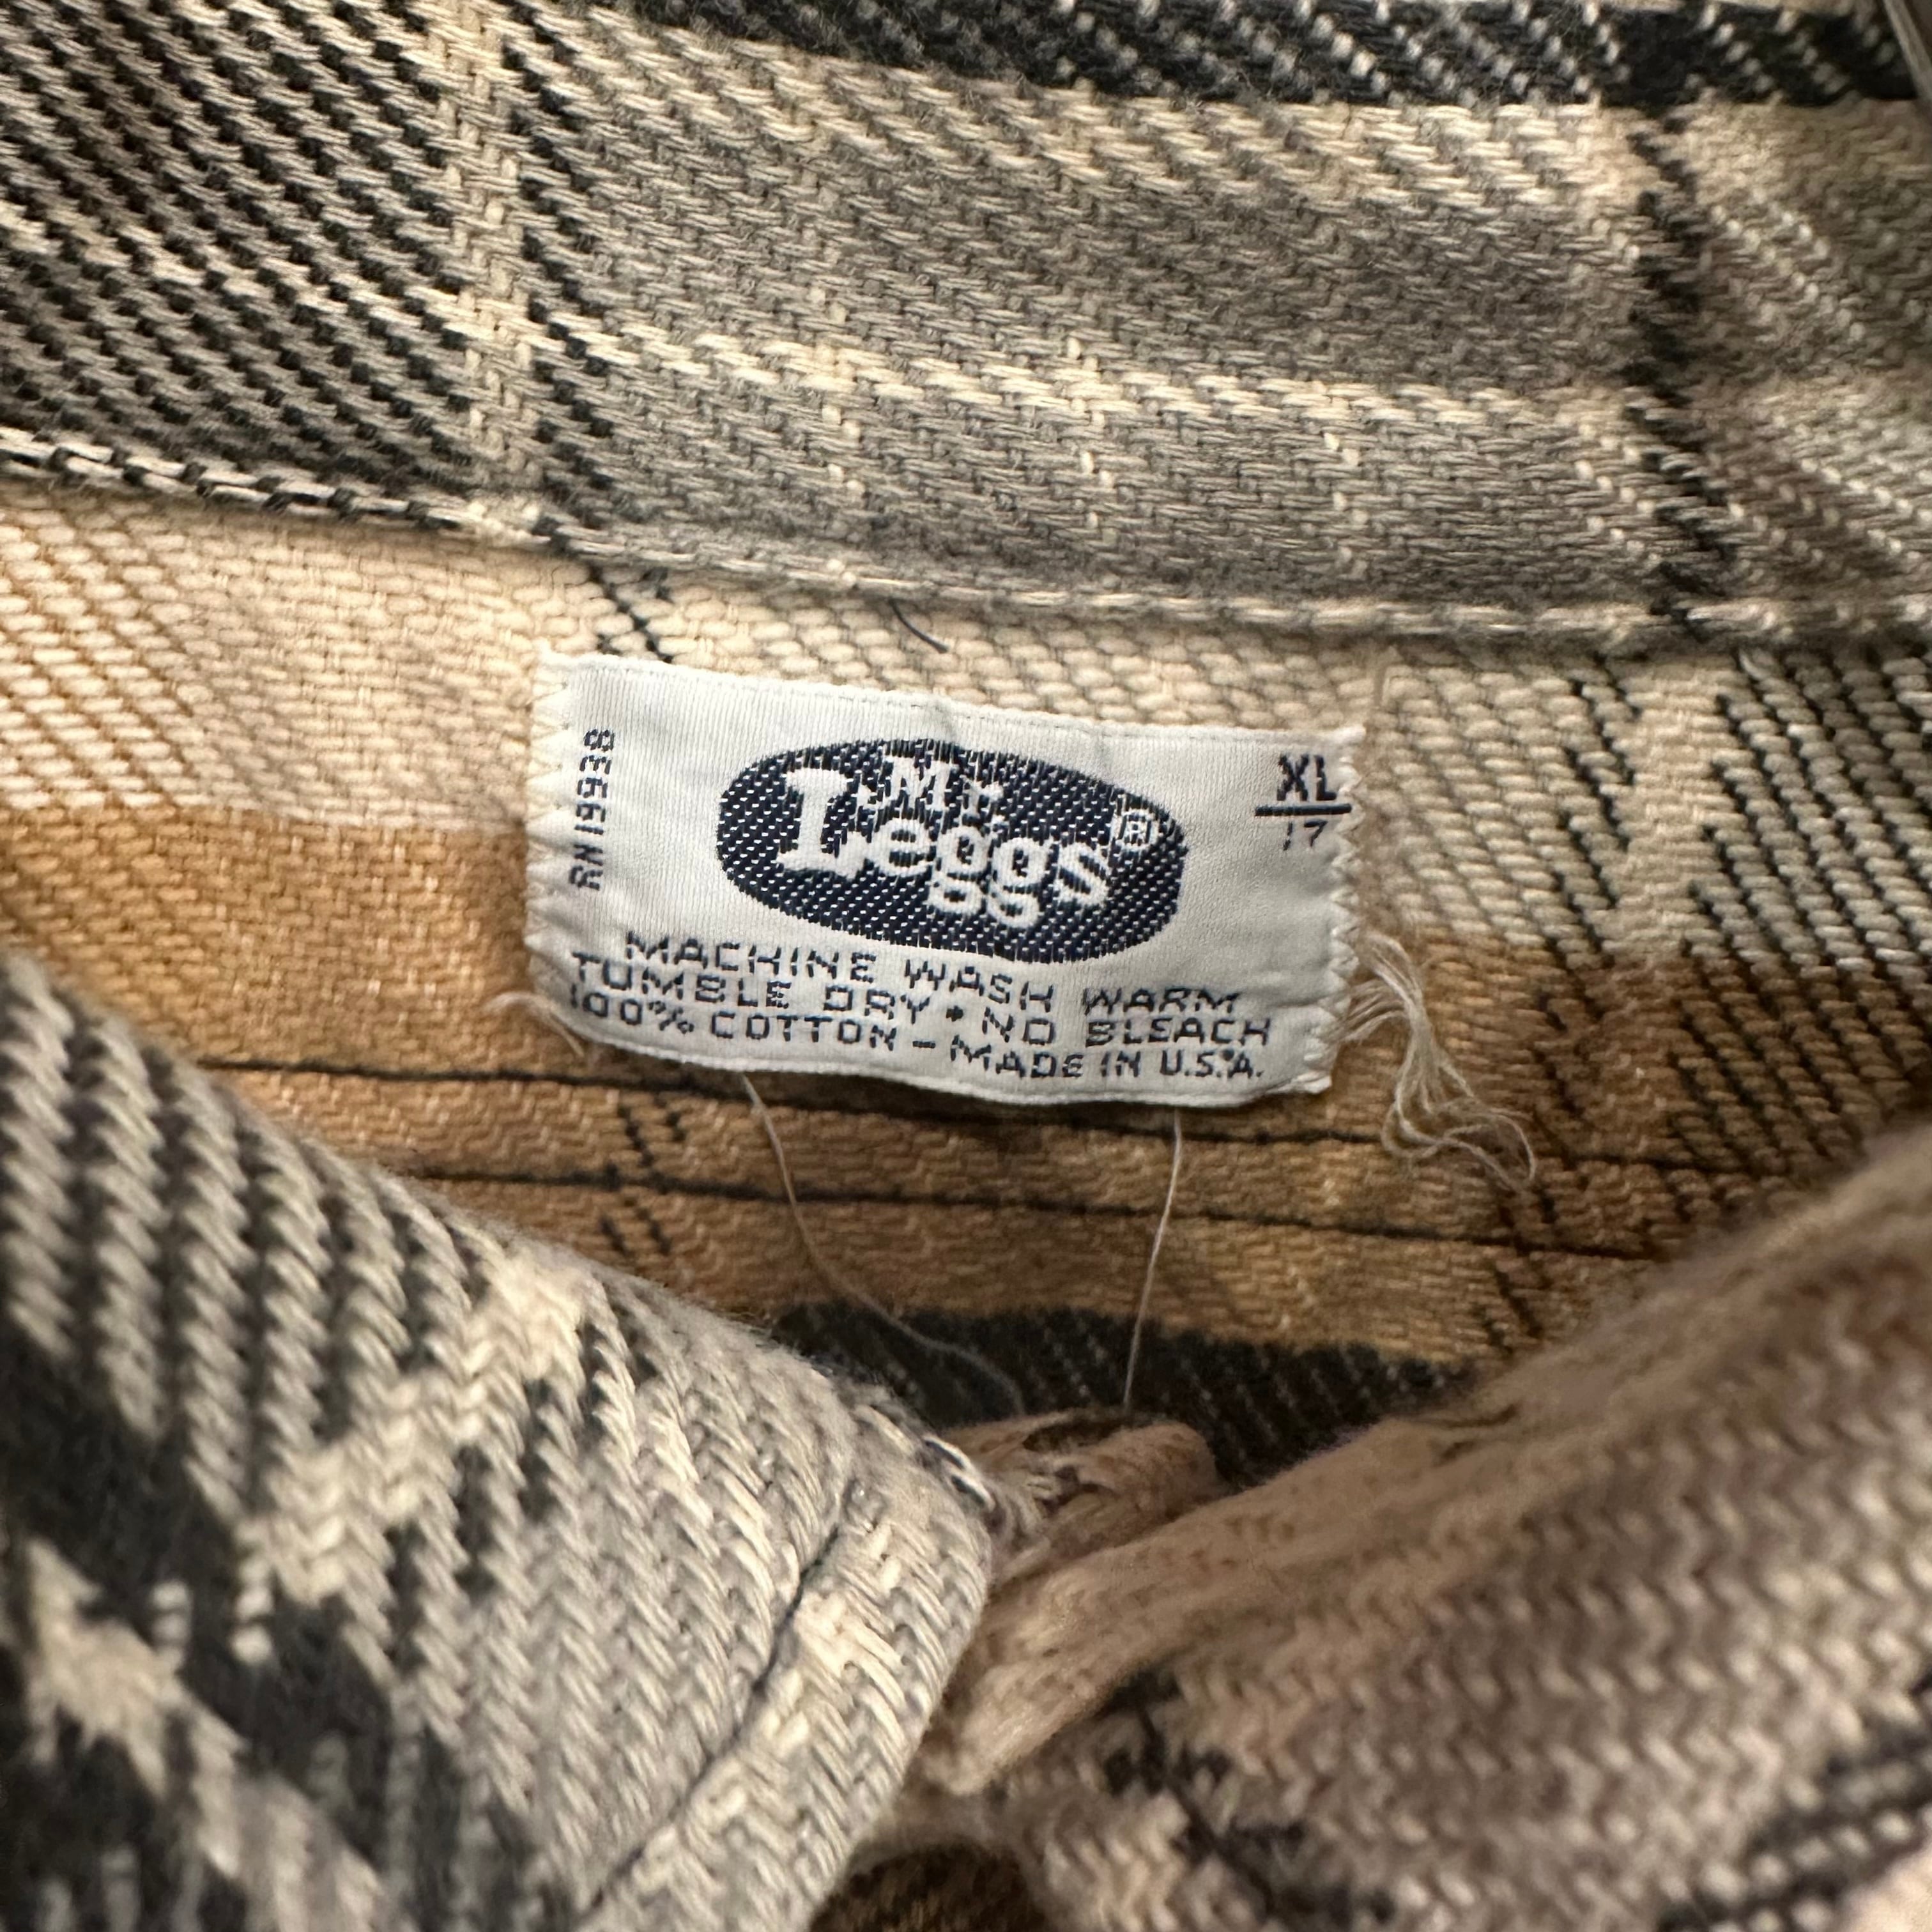 RN 19938
Mr.
Leggs®
XL
17
MACHINE WASH WARM
TUMBLE DRY • NO BLEACH
100% COTTON – MADE IN U.S.A.